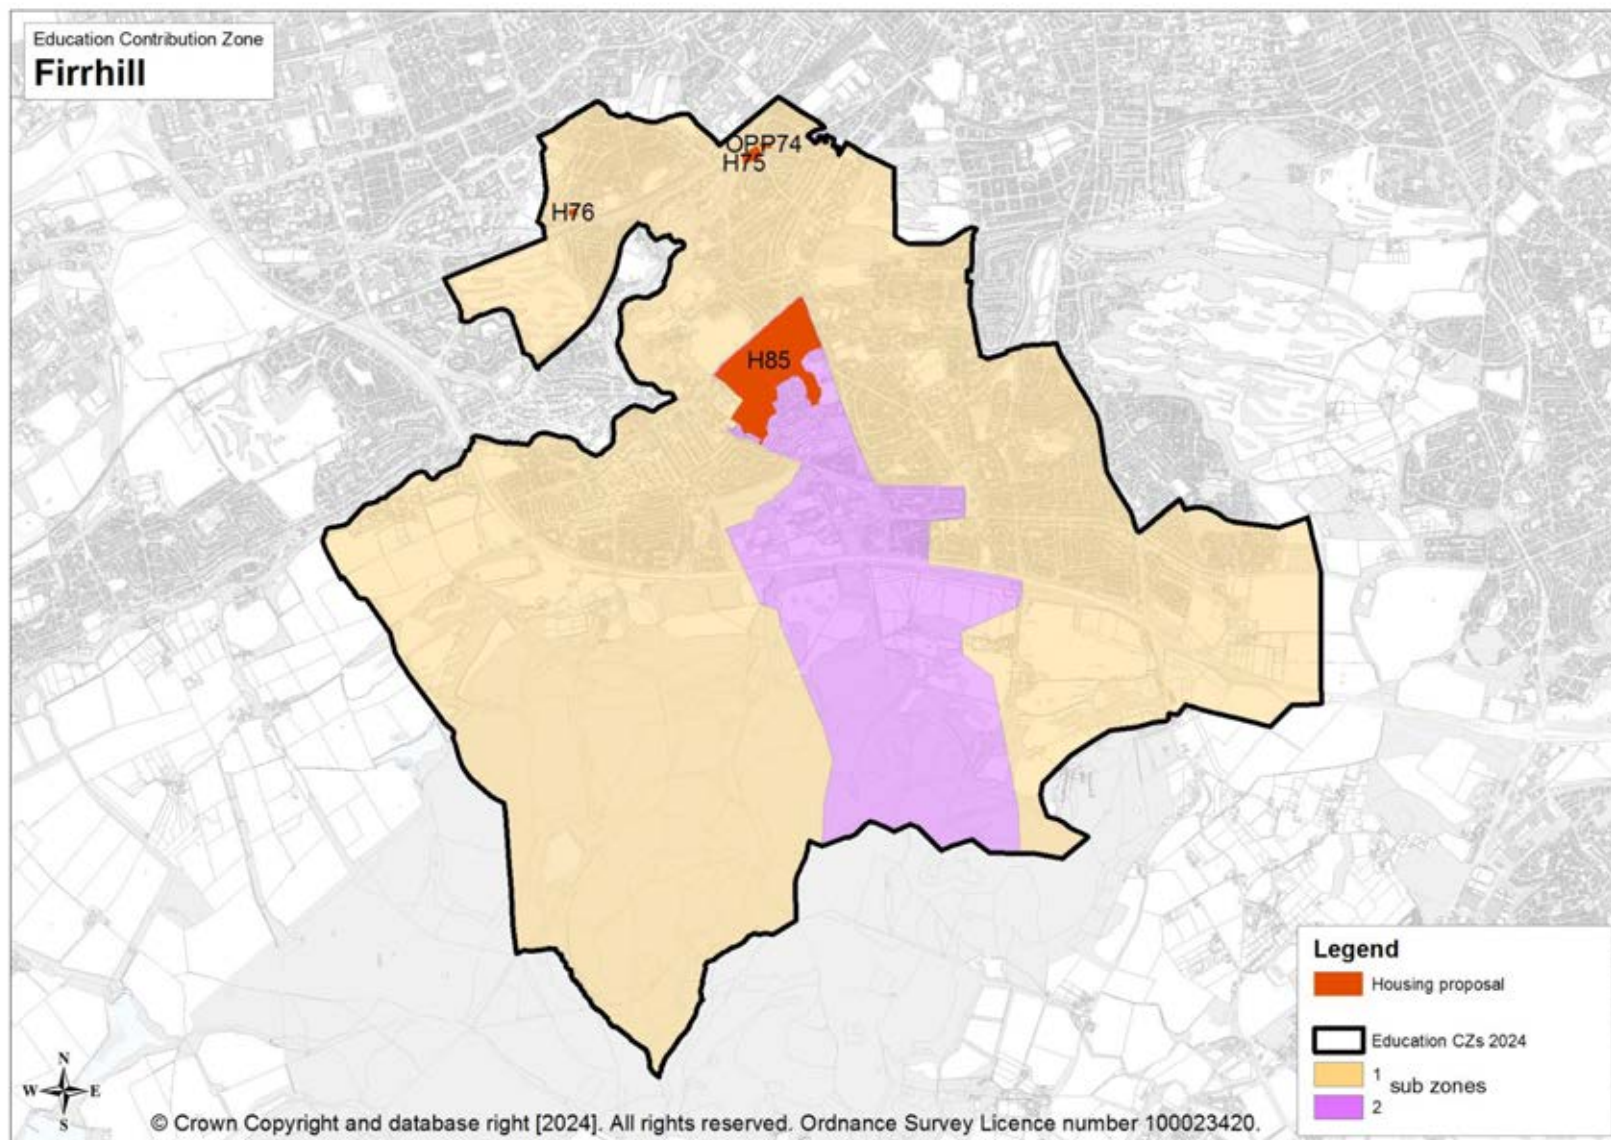 Education Contribution Zone
Firrhill
OPP74
H75
H76
H85
Legend
Housing proposal
Education CZs 2024
1
sub zones
2
N
W E
S
© Crown Copyright and database right [2024]. All rights reserved. Ordnance Survey Licence number 100023420.